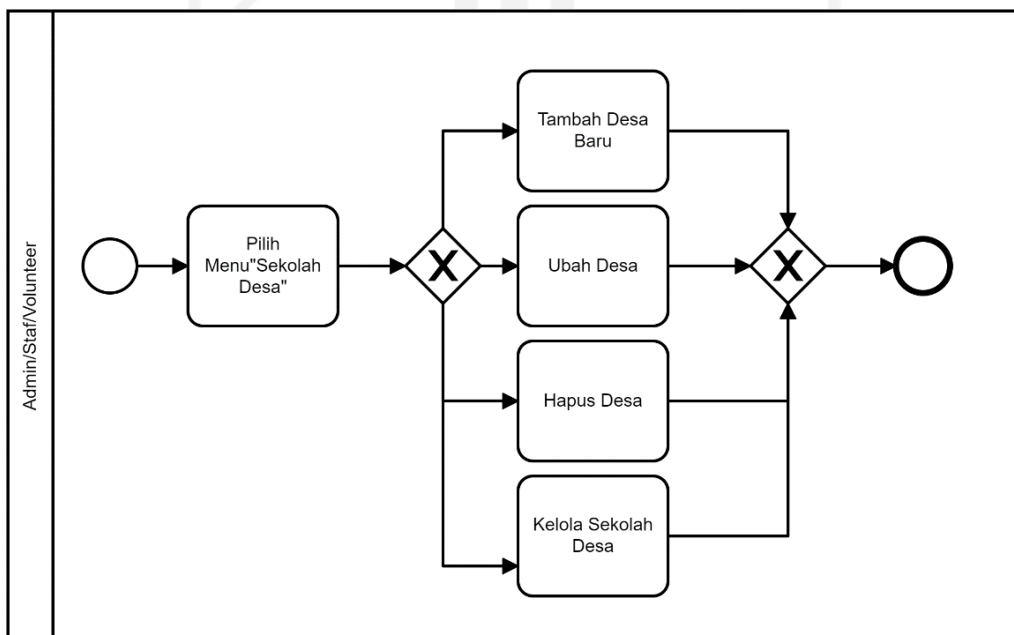 Admin/Staf/Volunteer
Pilih
Menu"Sekolah
Desa"
Tambah Desa
Baru
Ubah Desa
Hapus Desa
Kelola Sekolah
Desa